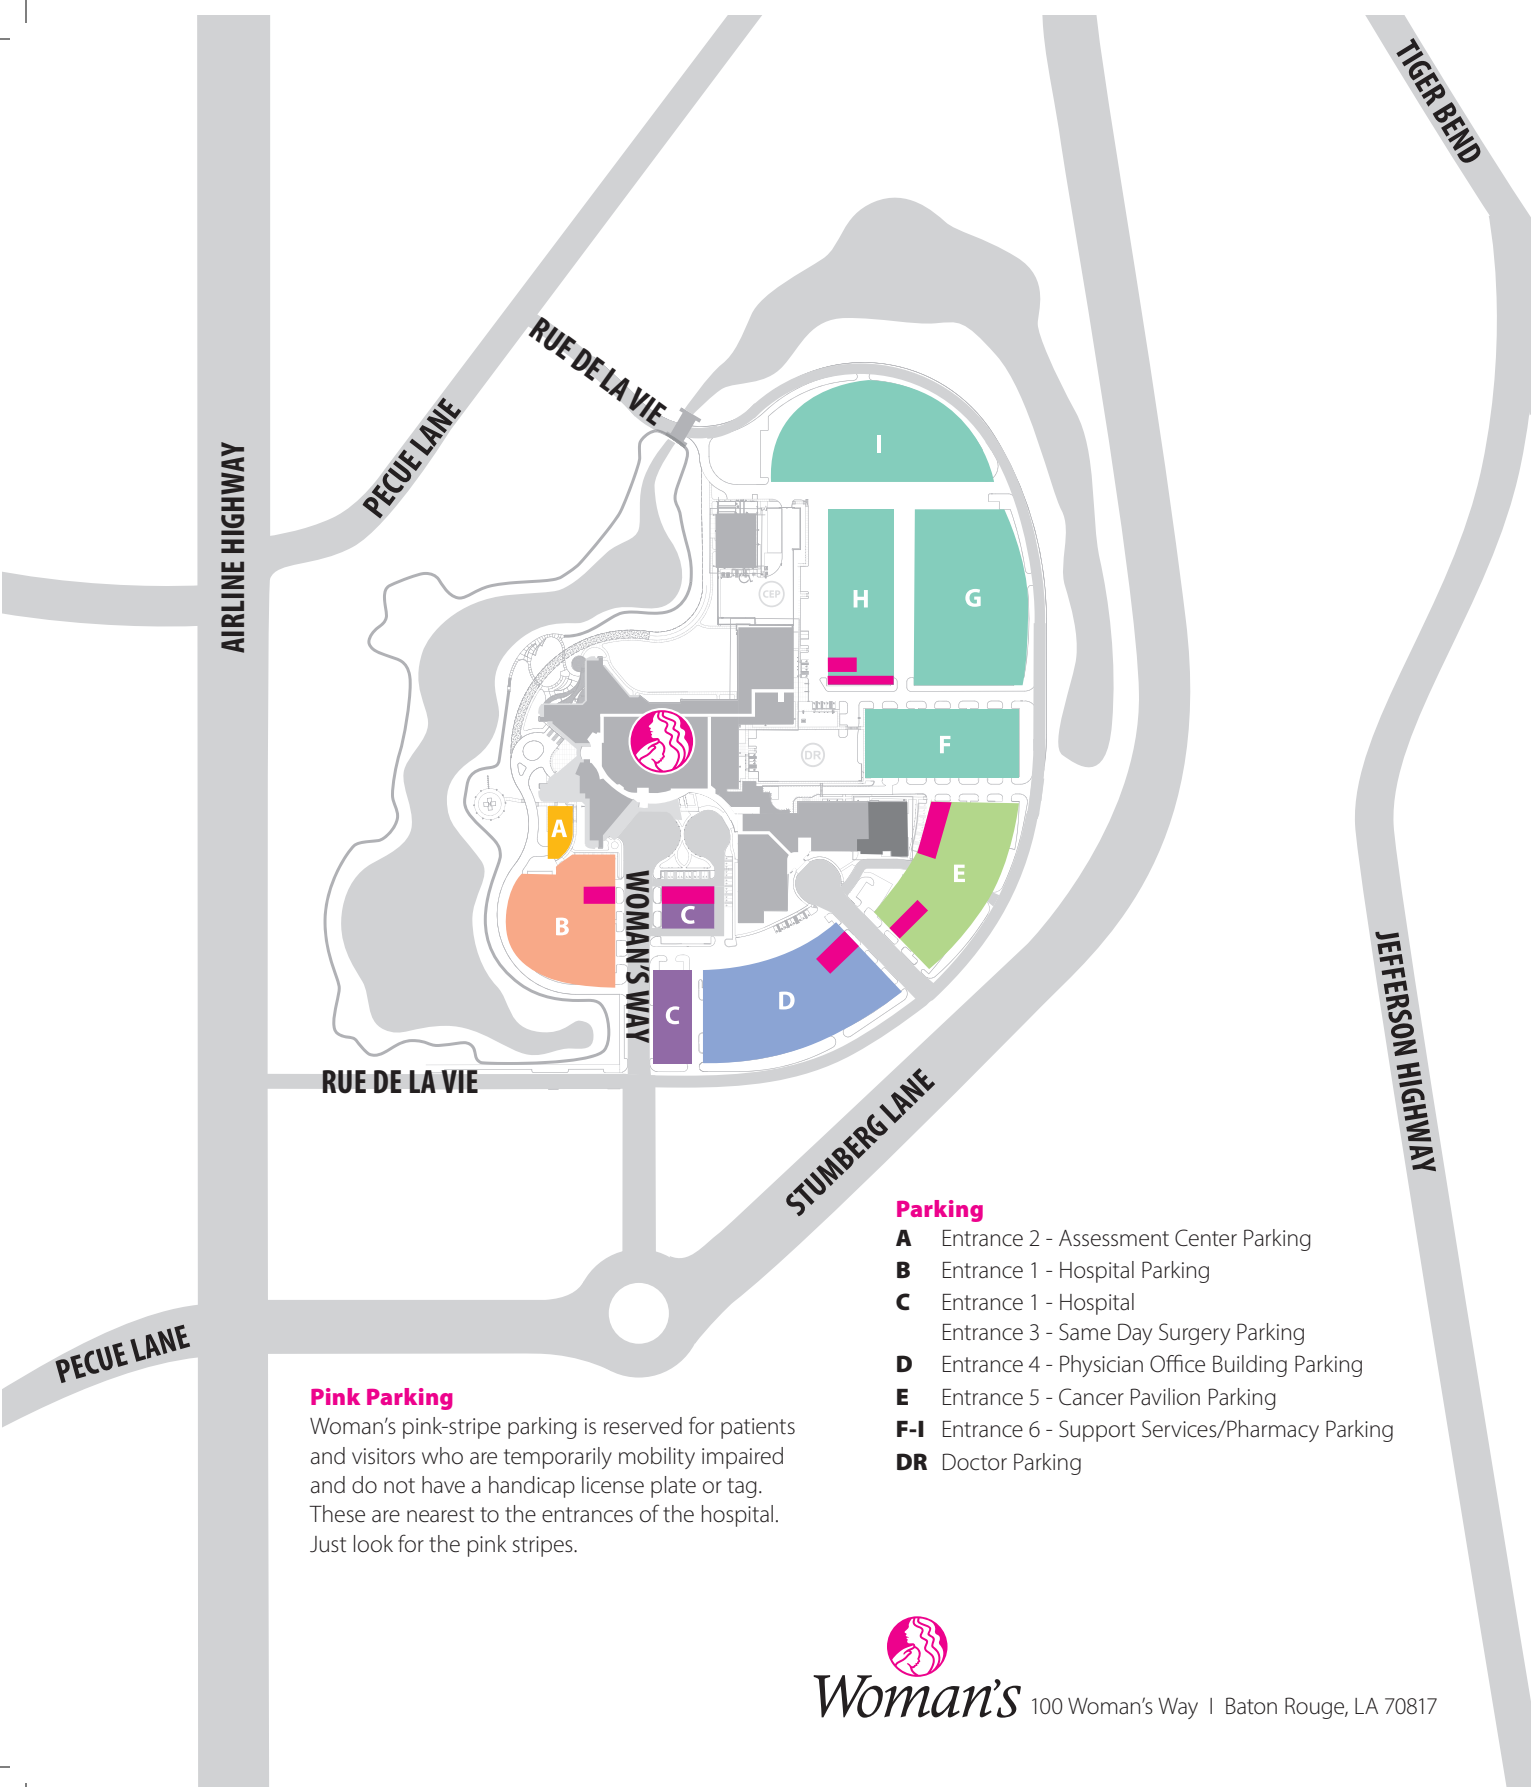 TIGER BEND
RUE DE LA VIE
PECUE LANE
AIRLINE HIGHWAY
I
CEP
H
G
DR
F
A
E
B
WOMAN'S WAY
C
D
C
JEFFERSON HIGHWAY
RUE DE LA VIE
STUMBERG LANE
PECUE LANE
Parking
A Entrance 2 - Assessment Center Parking
B Entrance 1 - Hospital Parking
C Entrance 1 - Hospital
Entrance 3 - Same Day Surgery Parking
D Entrance 4 - Physician Office Building Parking
E Entrance 5 - Cancer Pavilion Parking
F-I Entrance 6 - Support Services/Pharmacy Parking
DR Doctor Parking
Pink Parking
Woman's pink-stripe parking is reserved for patients
and visitors who are temporarily mobility impaired
and do not have a handicap license plate or tag.
These are nearest to the entrances of the hospital.
Just look for the pink stripes.
Woman's 100 Woman's Way | Baton Rouge, LA 70817